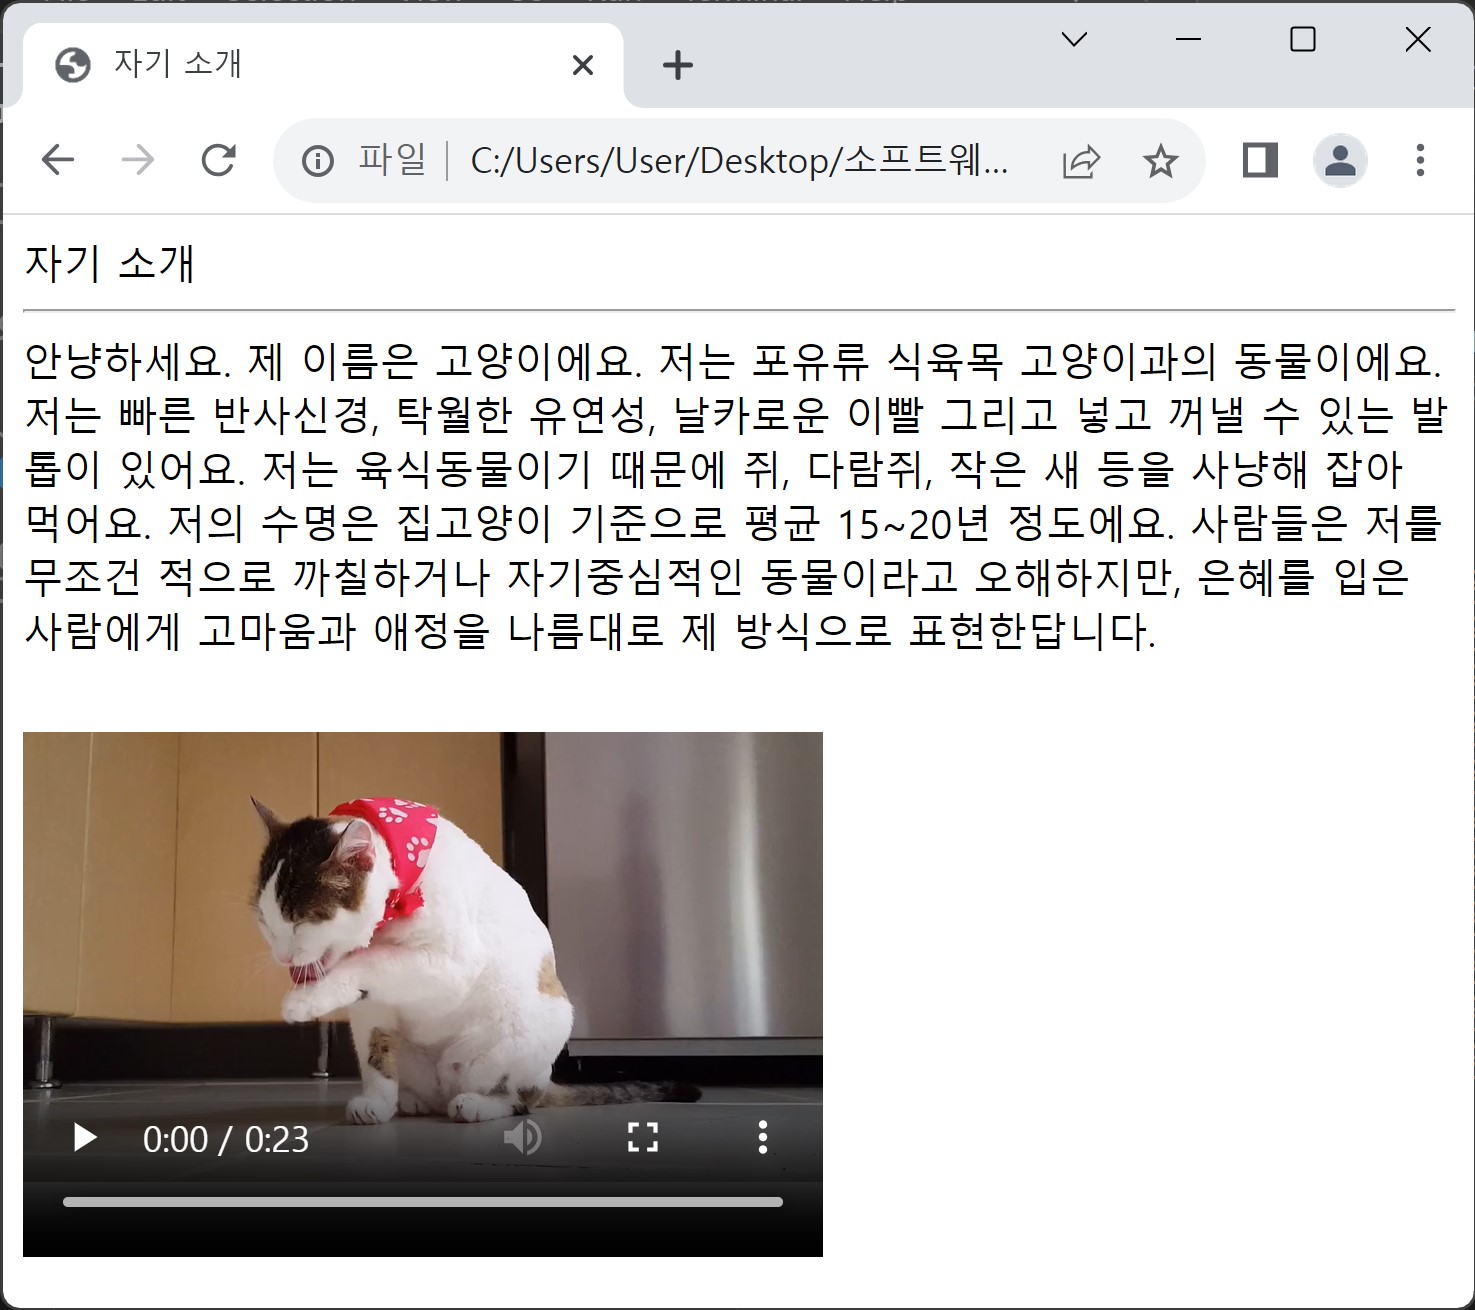 자기 소개
파일
C:/Users/User/Desktop/소프트웨...
자기 소개
안녕하세요. 제 이름은 고양이에요. 저는 포유류 식육목 고양이과의 동물이에요.
저는 빠른 반사신경, 탁월한 유연성, 날카로운 이빨 그리고 넣고 꺼낼 수 있는 발
톱이 있어요. 저는 육식동물이기 때문에 쥐, 다람쥐, 작은 새 등을 사냥해 잡아
먹어요. 저의 수명은 집고양이 기준으로 평균 15~20년 정도에요. 사람들은 저를
무조건 적으로 까칠하거나 자기중심적인 동물이라고 오해하지만, 은혜를 입은
사람에게 고마움과 애정을 나름대로 제 방식으로 표현한답니다.
0:00 / 0:23